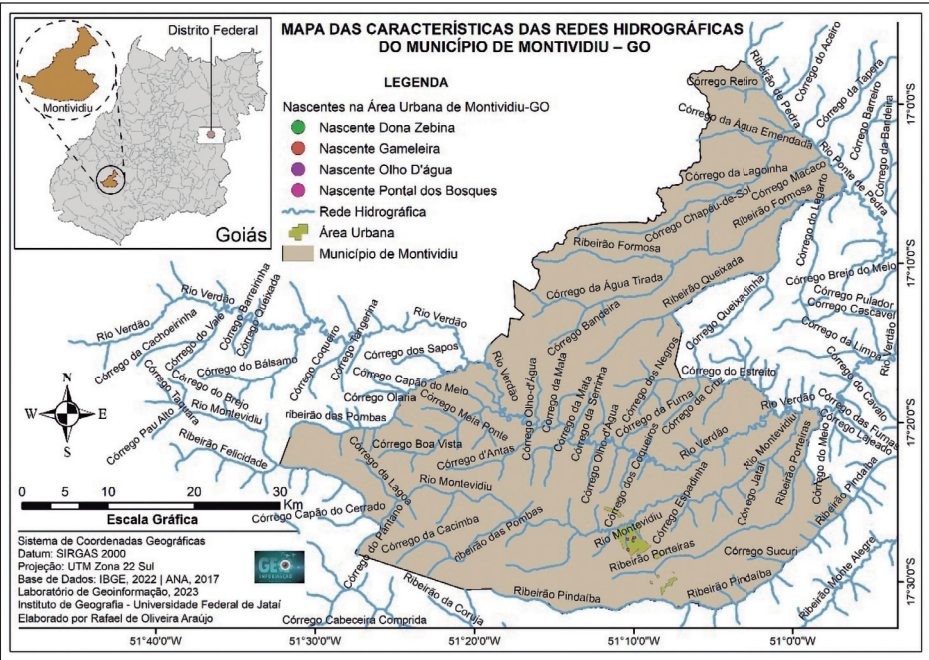 MAPA DAS CARACTERÍSTICAS DAS REDES HIDROGRÁFICAS
DO MUNICÍPIO DE MONTIVIDIU – GO
Distrito Federal
Montividiu
Goiás
LEGENDA
Nascentes na Área Urbana de Montividiu-GO
Nascente Dona Zebina
Nascente Gameleira
Nascente Olho D'água
Nascente Pontal dos Bosques
Rede Hidrográfica
Área Urbana
Município de Montividiu
Córrego Retiro
Ribeirão de Pedra
Córrego do Aceiro
Córrego da Tapera
Córrego Barreiro
Córrego da Bandeira
Córrego da Água Emendada
Rio Ponte de Pedra
Córrego da Lagoinha
Córrego Macaco
Córrego Chapéu-de-Sol
Ribeirão Formosa
Córrego do Lagarto
Ribeirão Formosa
Córrego da Água Tirada
Ribeirão Queixada
Córrego Brejo do Meio
Córrego Pulador
Córrego Cascavel
Córrego Bandeira
Córrego Queixadinha
Córrego da Limpa
Rio Verdão
Córrego do Cavalo
Rio Verdão
Rio Verdão
Córrego da Cachoeirinha
Córrego do Vale
Córrego Barreirinha
Córrego Queixada
Córrego Coqueiro
Córrego Tangerina
Rio Verdão
Córrego dos Sapos
Córrego do Bálsamo
Córrego Taquara
Córrego do Brejo
Rio Montevidiu
Córrego Pau Alto
Ribeirão Felicidade
Córrego Capão do Meio
Córrego Olaria
ribeirão das Pombas
Córrego Meia Ponte
Rio Verdão
Córrego Olho-d'Água
Córrego da Mata
Córrego da Mata
Córrego da Serrinha
Córrego Olho-d'Água
Córrego dos Negros
Córrego da Furna
Córrego da Cruz
Córrego do Estreito
Rio Verdão
Córrego das Furnas
Córrego Lajeado
Córrego Boa Vista
Córrego d'Antas
Córrego da Lagoa
Rio Montevidiu
Córrego dos Coqueiros
Rio Verdão
Córrego Espadinha
Rio Montevidiu
Córrego Jataí
Ribeirão Porteiras
Córrego do Meio
Ribeirão Pindaíba
Córrego Capão do Cerrado
Córrego do Pântano
Córrego da Cacimba
ribeirão das Pombas
Rio Montevidiu
Ribeirão Porteiras
Córrego Sucuri
Ribeirão Pindaíba
Ribeirão Pindaíba
Ribeirão Monte Alegre
Ribeirão da Coruja
Córrego Cabeceira Comprida
N
W
E
S
0 5 10 20 30
Km
Escala Gráfica
Sistema de Coordenadas Geográficas
Datum: SIRGAS 2000
Projeção: UTM Zona 22 Sul
Base de Dados: IBGE, 2022 | ANA, 2017
Laboratório de Geoinformação, 2023
Instituto de Geografia - Universidade Federal de Jataí
Elaborado por Rafael de Oliveira Araújo
GEO
INFORMAÇÃO
17°0'0"S
17°10'0"S
17°20'0"S
17°30'0"S
51°40'0"W
51°30'0"W
51°20'0"W
51°10'0"W
51°0'0"W